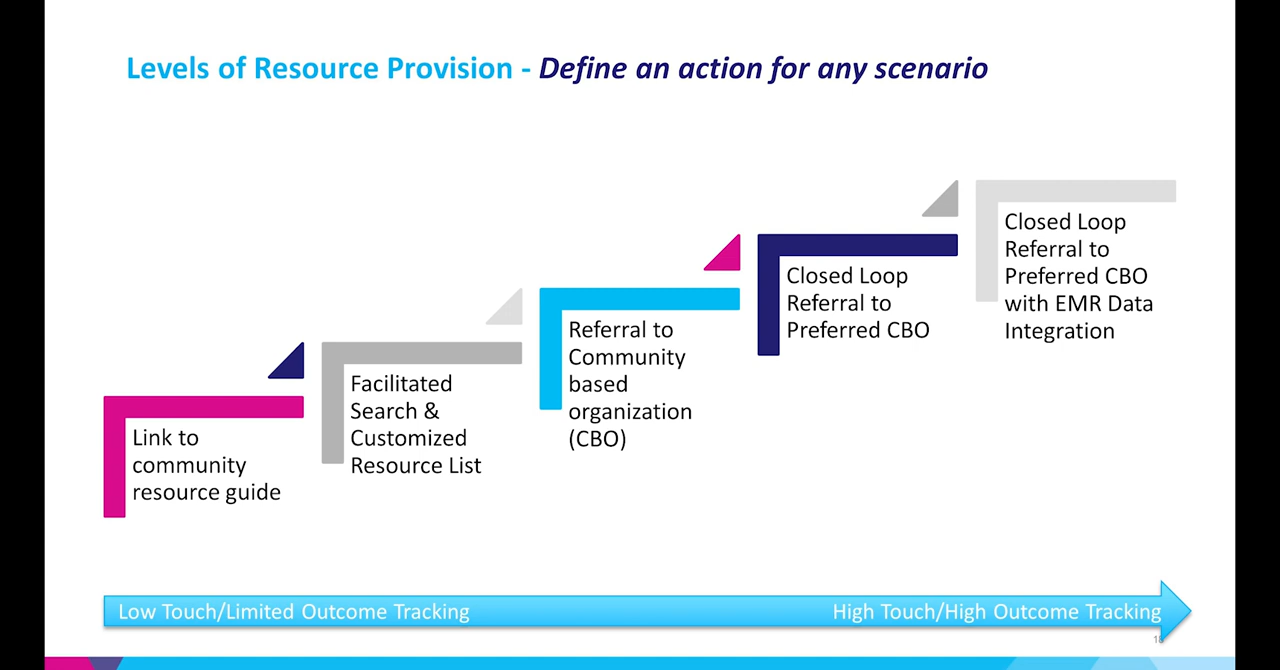 Levels of Resource Provision - Define an action for any scenario
Link to
community
resource guide
Facilitated
Search &
Customized
Resource List
Referral to
Community
based
organization
(CBO)
Closed Loop
Referral to
Preferred CBO
Closed Loop
Referral to
Preferred CBO
with EMR Data
Integration
Low Touch/Limited Outcome Tracking
High Touch/High Outcome Tracking